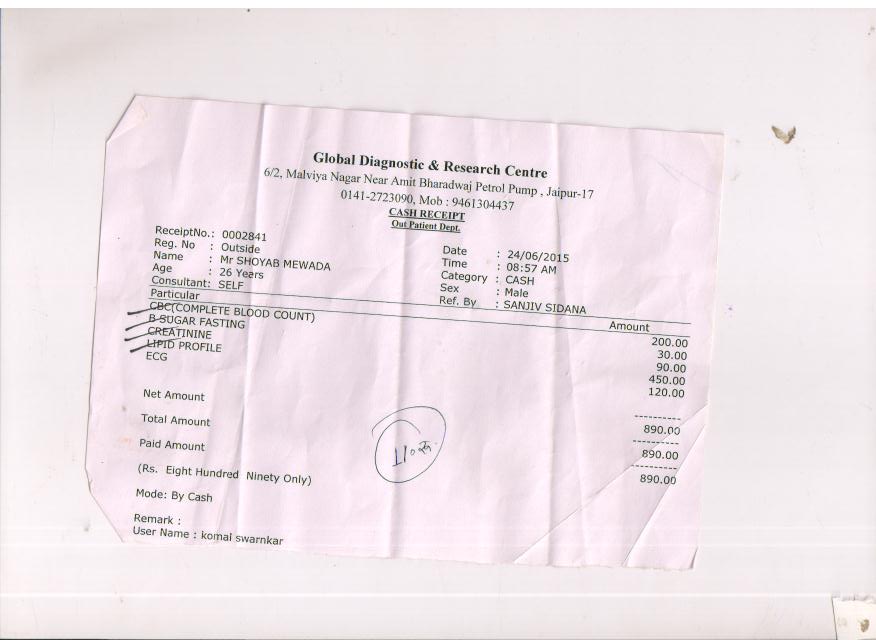 Global Diagnostic & Research Centre
6/2, Malviya Nagar Near Amit Bharadwaj Petrol Pump , Jaipur-17
0141-2723090, Mob : 9461304437
CASH RECEIPT
Out Patient Dept.
ReceiptNo.: 0002841
Reg. No : Outside
Name : Mr SHOYAB MEWADA
Age : 26 Years
Consultant: SELF
Date : 24/06/2015
Time : 08:57 AM
Category : CASH
Sex : Male
Ref. By : SANJIV SIDANA
Particular Amount
CBC(COMPLETE BLOOD COUNT) 200.00
B-SUGAR FASTING 30.00
CREATININE 90.00
LIPID PROFILE 450.00
ECG 120.00
----------
Net Amount 890.00
----------
Total Amount 890.00
----------
Paid Amount 890.00
(Rs. Eight Hundred Ninety Only)
Mode: By Cash
Remark :
User Name : komal swarnkar